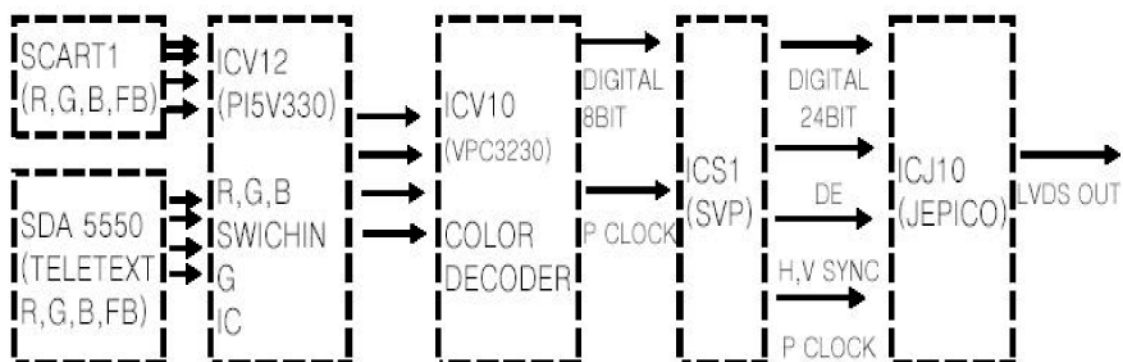 SCART1
(R,G,B,FB)
SDA 5550
(TELETEXT
R,G,B,FB)
ICV12
(PI5V330)
R,G,B
SWICHIN
G
IC
ICV10
(VPC3230)
COLOR
DECODER
DIGITAL
8BIT
P CLOCK
ICS1
(SVP)
DIGITAL
24BIT
DE
H,V SYNC
P CLOCK
ICJ10
(JEPICO)
LVDS OUT